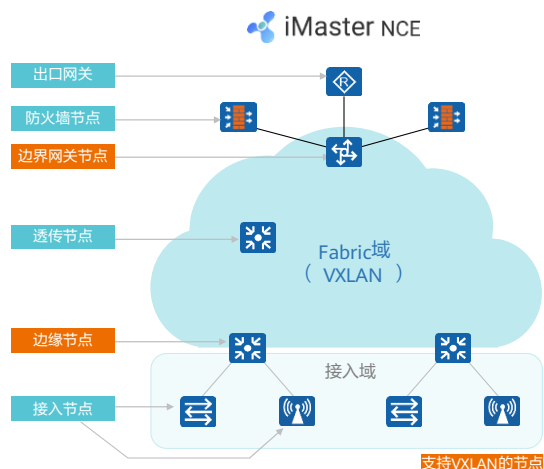 iMaster NCE
出口网关
R
防火墙节点
边界网关节点
透传节点
Fabric域
（ VXLAN ）
边缘节点
接入域
接入节点
支持VXLAN的节点